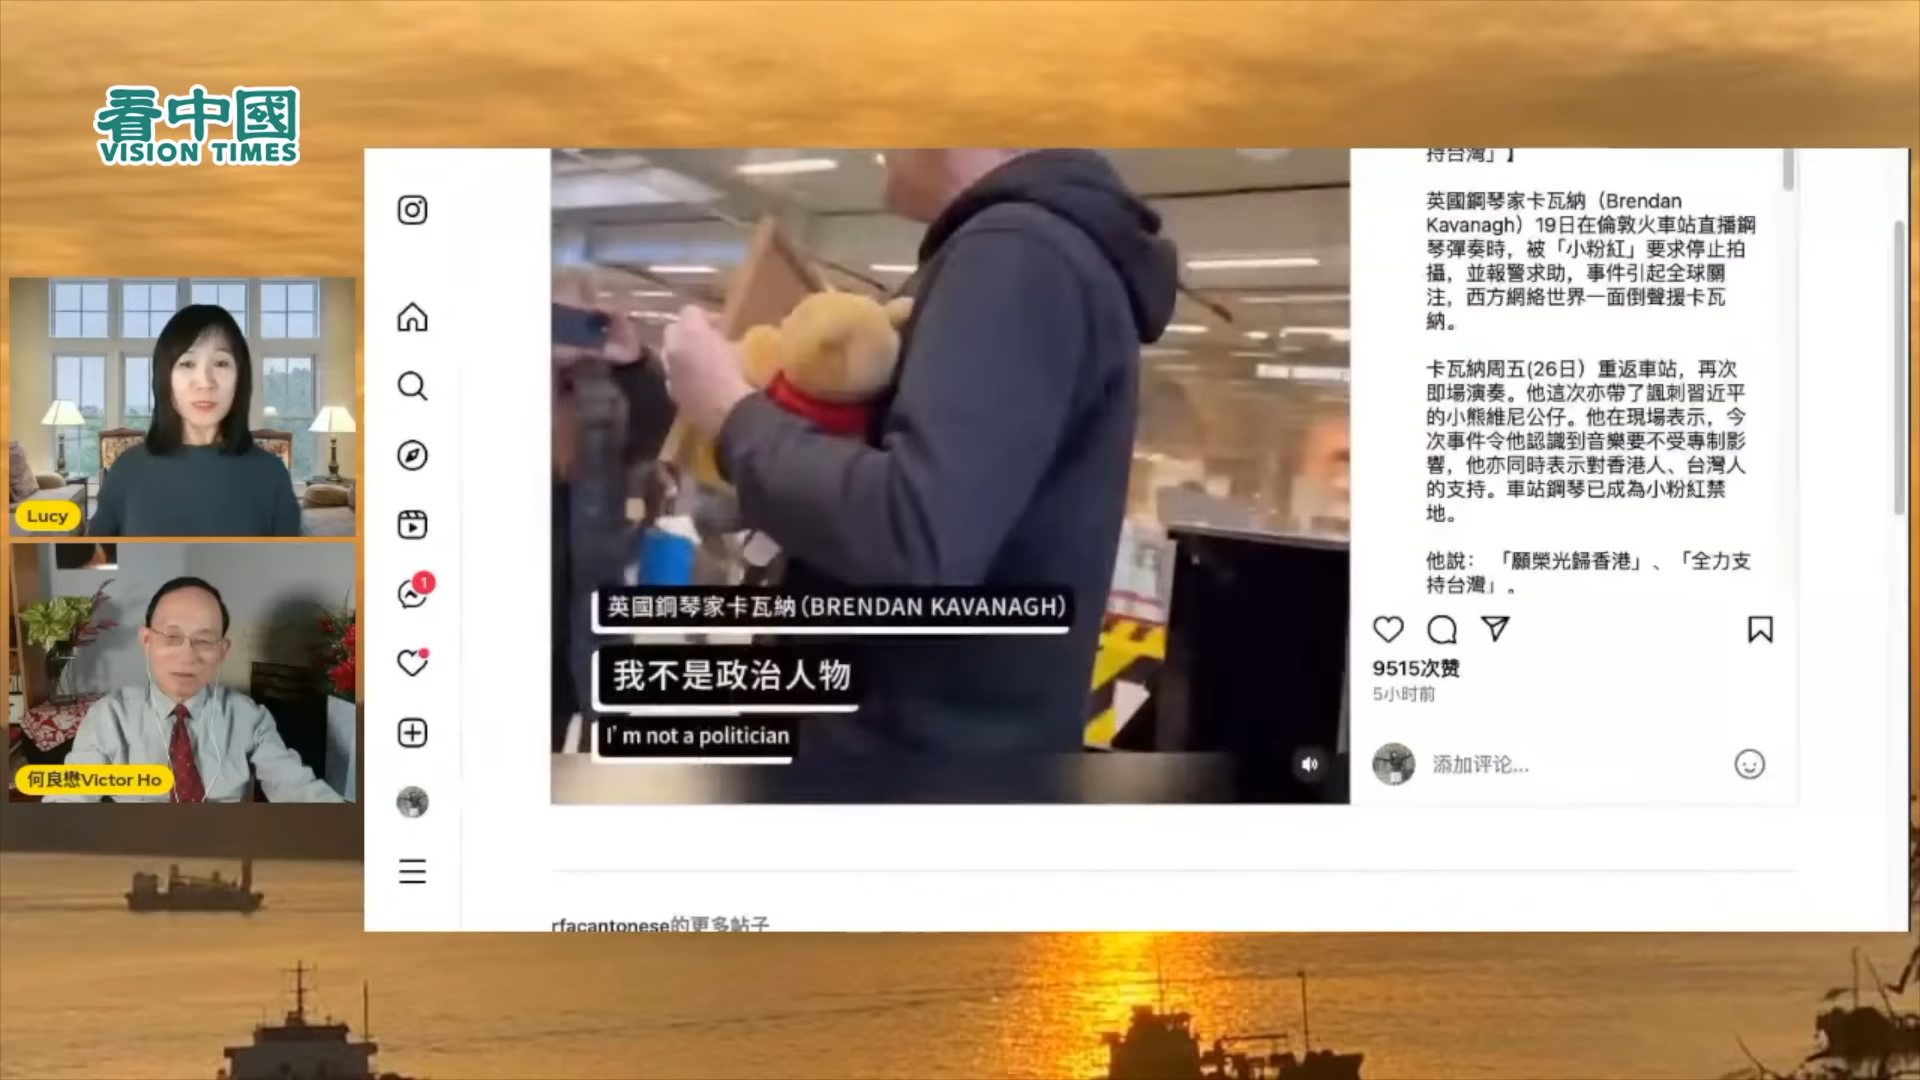 看中國
VISION TIMES
Lucy
何良懋Victor Ho
1
英國鋼琴家卡瓦納（BRENDAN KAVANAGH）
我不是政治人物
I'm not a politician
持台灣」】
英國鋼琴家卡瓦納（Brendan
Kavanagh）19日在倫敦火車站直播鋼
琴彈奏時，被「小粉紅」要求停止拍
攝，並報警求助，事件引起全球關
注，西方網絡世界一面倒聲援卡瓦
納。
卡瓦納周五(26日）重返車站，再次
即場演奏。他這次亦帶了諷刺習近平
的小熊維尼公仔。他在現場表示，今
次事件令他認識到音樂要不受專制影
響，他亦同時表示對香港人、台灣人
的支持。車站鋼琴已成為小粉紅禁
地。
他說：「願榮光歸香港」、「全力支
持台灣」。
9515次赞
5小时前
添加评论...
rfacantonese的更多帖子